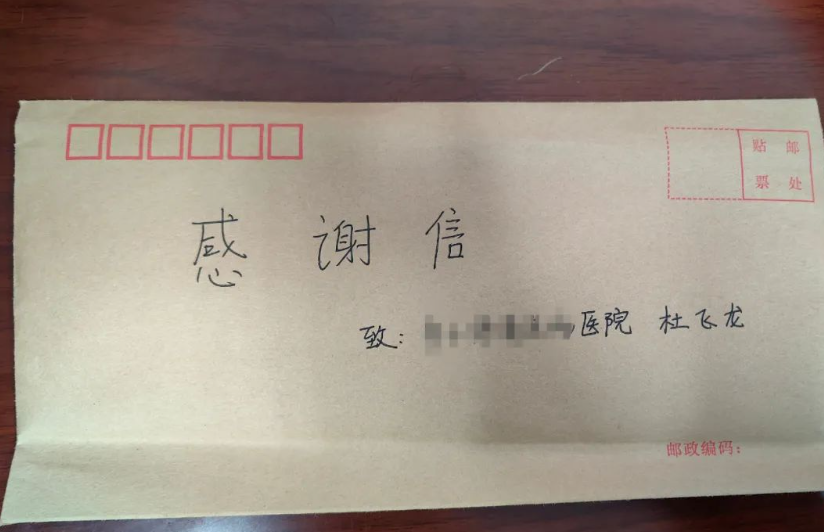 贴邮
票处
感谢信
致：医院 杜飞龙
邮政编码：